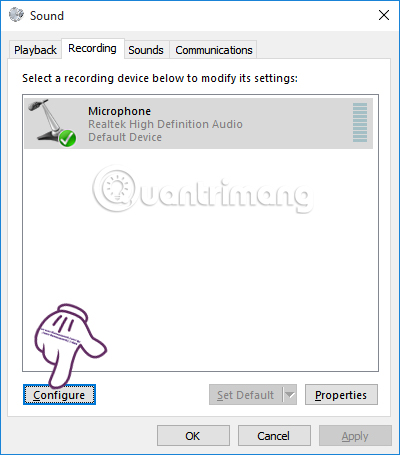 Sound
Playback Recording Sounds Communications
Select a recording device below to modify its settings:
Microphone
Realtek High Definition Audio
Default Device
Quantrimang
Configure Set Default Properties
OK Cancel Apply